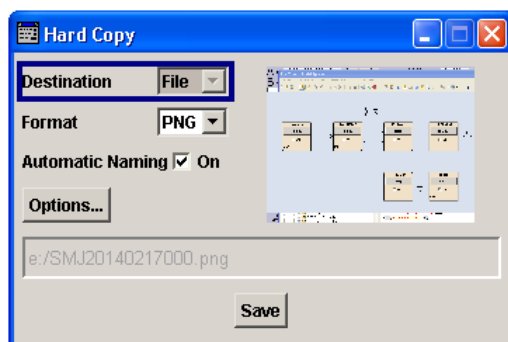 Hard Copy
Destination File
Format PNG
Automatic Naming On
Options...
e:/SMJ20140217000.png
Save